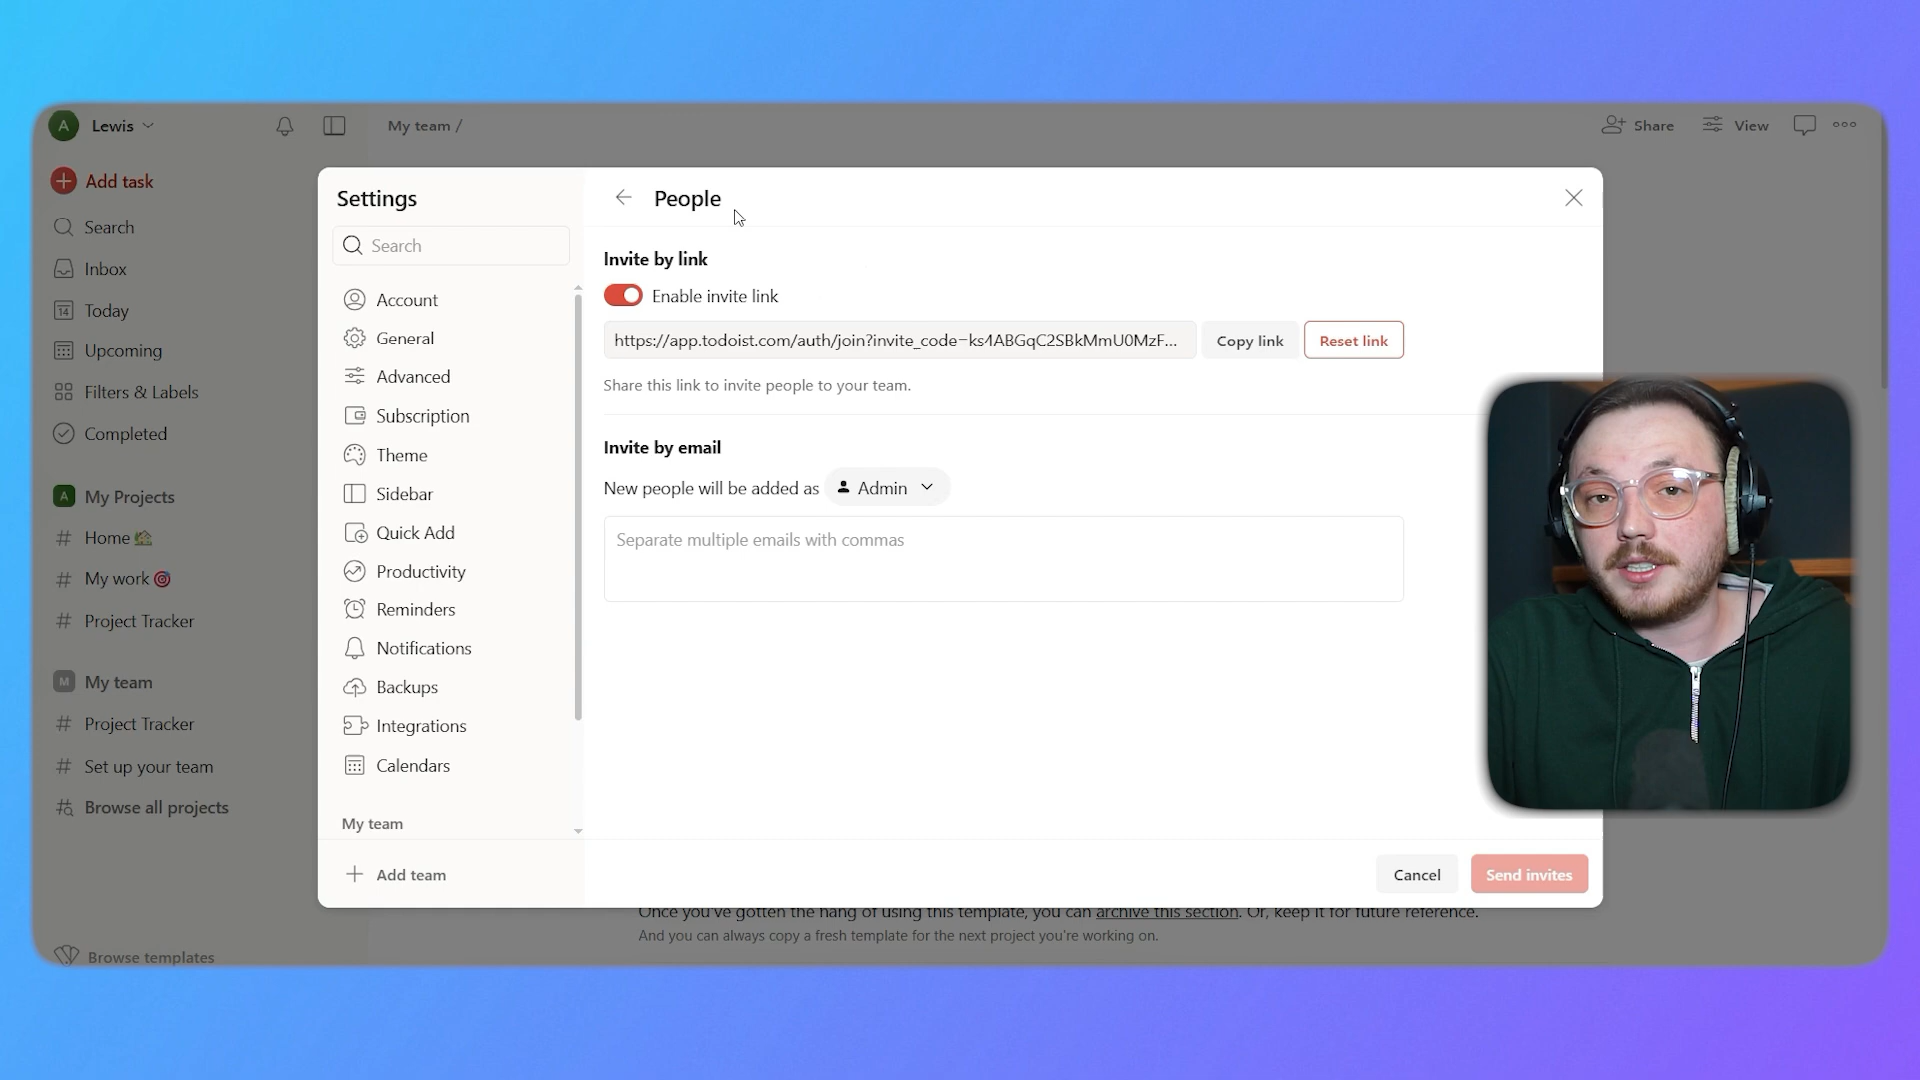 A Lewis
My team /
Share
View
Add task
Search
Inbox
14 Today
Upcoming
Filters & Labels
Completed
A My Projects
# Home
# My work
# Project Tracker
M My team
# Project Tracker
# Set up your team
Browse all projects
Browse templates
Settings
Search
Account
General
Advanced
Subscription
Theme
Sidebar
Quick Add
Productivity
Reminders
Notifications
Backups
Integrations
Calendars
My team
Add team
People
Invite by link
Enable invite link
https://app.todoist.com/auth/join?invite_code=ks4ABGqC2SBkMmU0MzF...
Copy link
Reset link
Share this link to invite people to your team.
Invite by email
New people will be added as Admin
Separate multiple emails with commas
Cancel
Send invites
Once you've gotten the hang of using this template, you can archive this section. Or, keep it for future reference.
And you can always copy a fresh template for the next project you're working on.